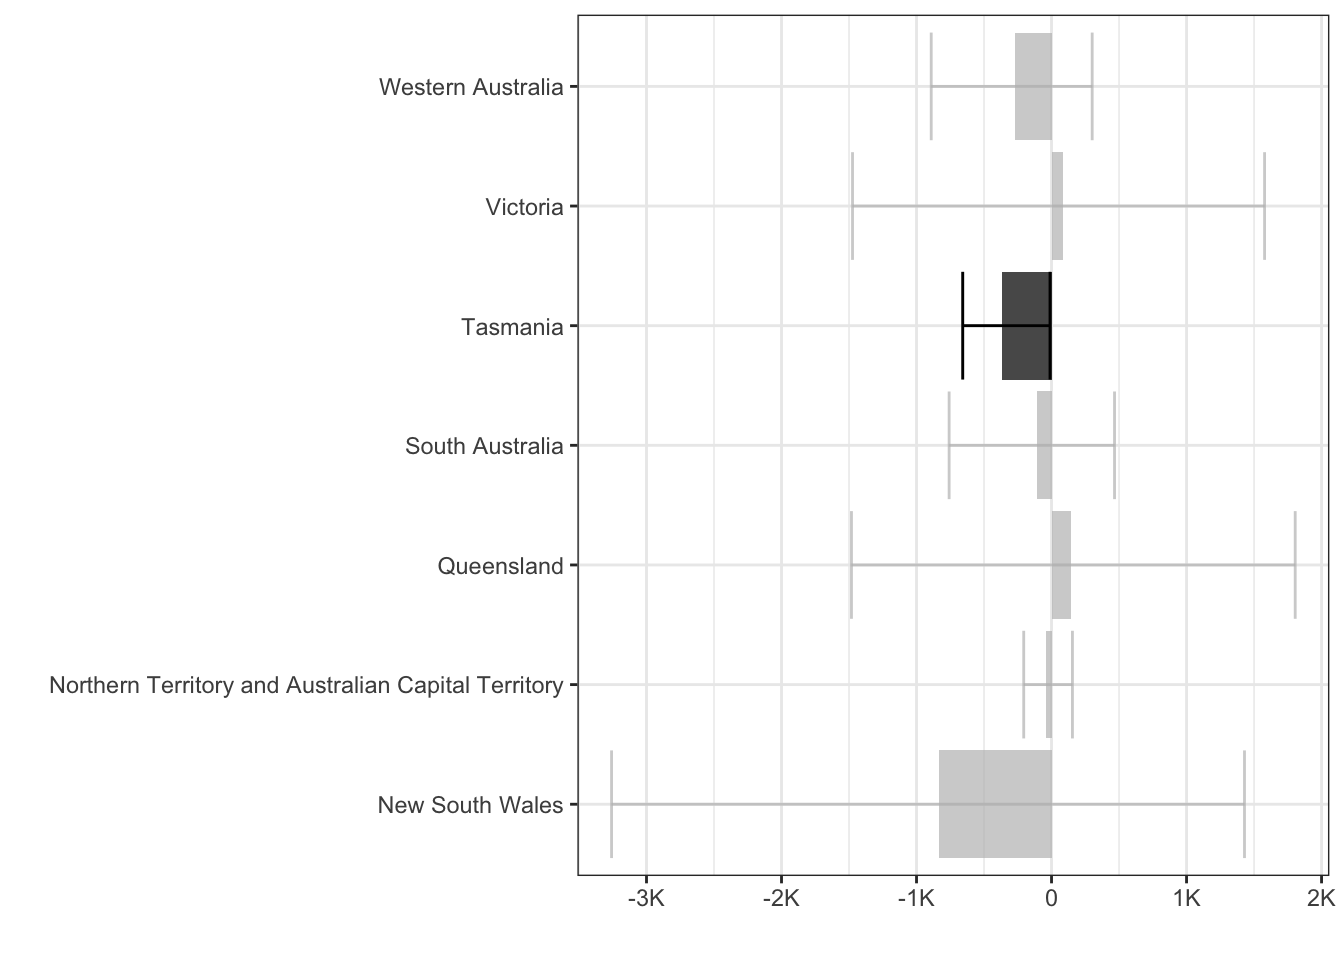 Western Australia
Victoria
Tasmania
South Australia
Queensland
Northern Territory and Australian Capital Territory
New South Wales
-3K -2K -1K 0 1K 2K